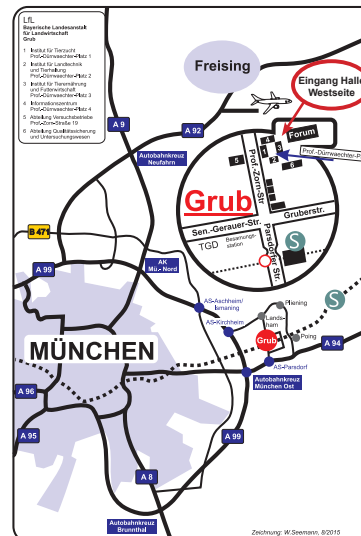 LfL
Bayerische Landesanstalt
für Landwirtschaft
Grub
1 Institut für Tierzucht
Prof.-Dürrwaechter-Platz 1
2 Institut für Landtechnik
und Tierhaltung
Prof.-Dürrwaechter-Platz 2
3 Institut für Tierernährung
und Futterwirtschaft
Prof.-Dürrwaechter-Platz 3
4 Informationszentrum
Prof.-Dürrwaechter-Platz 4
5 Abteilung Versuchsbetriebe
Prof.-Zorn-Straße 19
6 Abteilung Qualitätssicherung
und Untersuchungswesen
Freising
Eingang Halle
Westseite
A 9
A 92
Autobahnkreuz
Neufahrn
Forum
Prof.-Dürrwaechter-P
1
3
4
2
5
6
Prof.-Zorn-Str.
Grub
Gruberstr.
Sen.-Gerauer-Str.
Parsdorfer Str.
TGD
Besamungs-
station
S
B 471
A 99
AK
Mü.- Nord
AS-Aschheim/
Ismaning
AS-Kirchheim
Pliening
Lands-
ham
S
Poing
Grub
MÜNCHEN
A 94
AS-Parsdorf
Autobahnkreuz
München Ost
A 96
A 95
A 99
A 8
Autobahnkreuz
Brunnthal
Zeichnung: W.Seemann, 8/2015